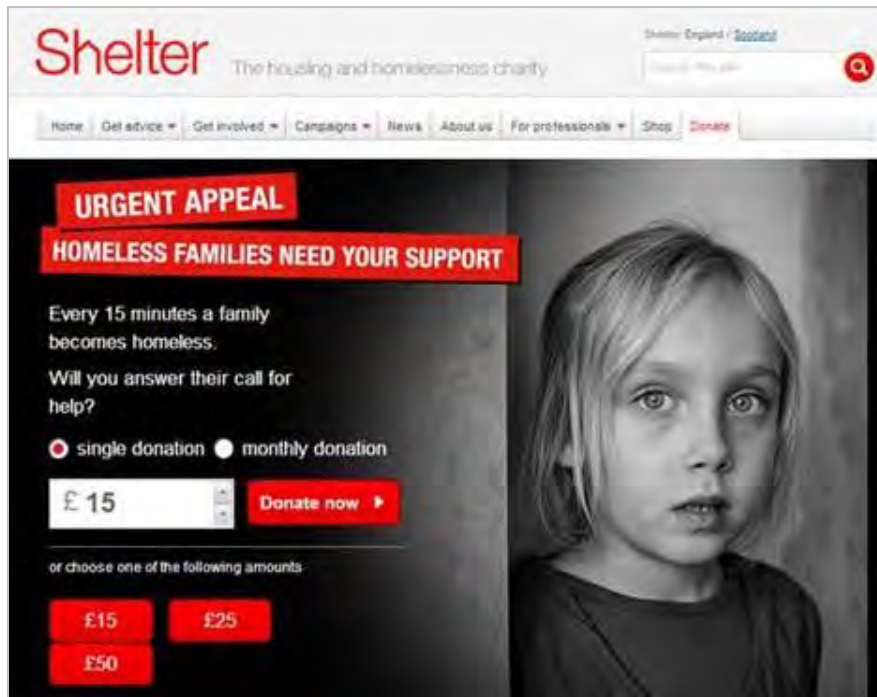 Shelter England / Scotland
Shelter The housing and homelessness charity
Home Get advice Get involved Campaigns News About us For professionals Shop Donate
URGENT APPEAL
HOMELESS FAMILIES NEED YOUR SUPPORT
Every 15 minutes a family
becomes homeless.
Will you answer their call for
help?
single donation monthly donation
£ 15 Donate now
or choose one of the following amounts
£15 £25
£50